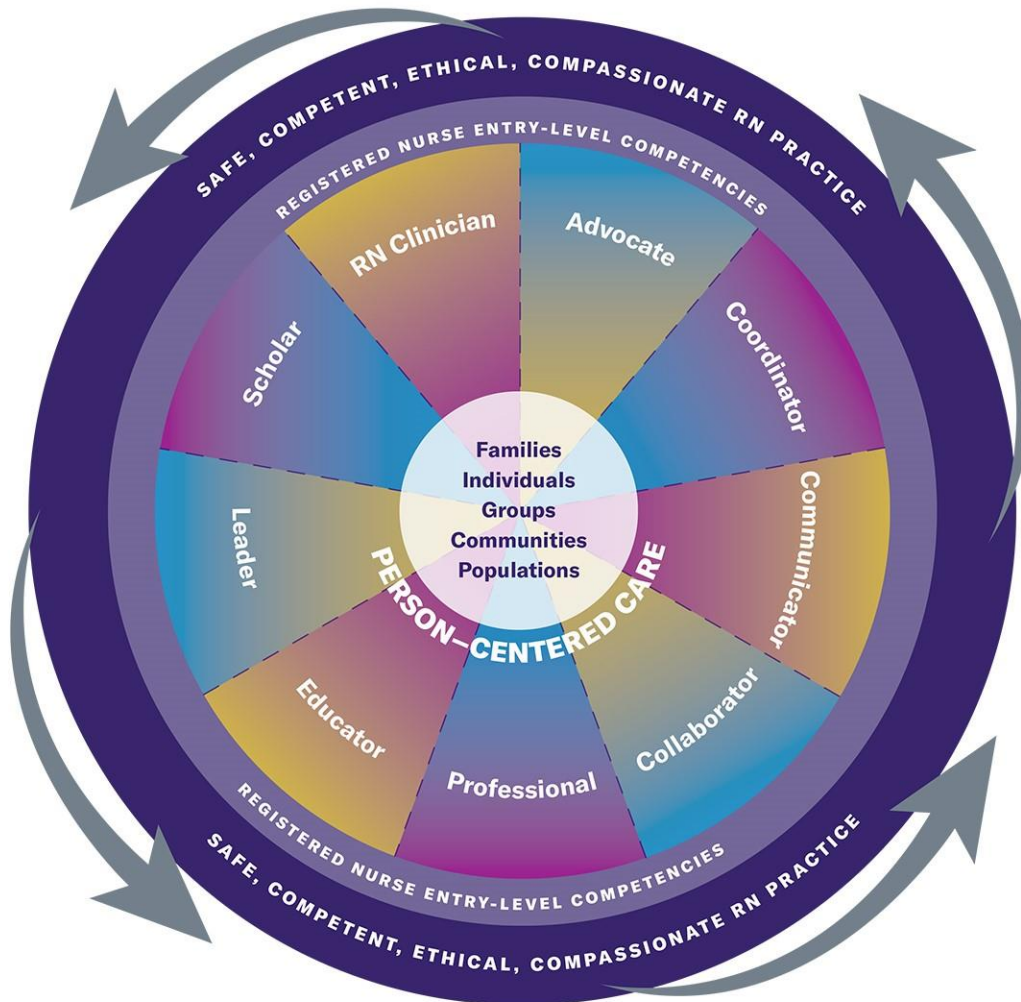 SAFE, COMPETENT, ETHICAL, COMPASSIONATE RN PRACTICE
REGISTERED NURSE ENTRY-LEVEL COMPETENCIES
RN Clinician
Advocate
Coordinator
Communicator
Collaborator
Professional
Educator
Leader
Scholar
Families
Individuals
Groups
Communities
Populations
PERSON–CENTERED CARE
REGISTERED NURSE ENTRY-LEVEL COMPETENCIES
SAFE, COMPETENT, ETHICAL, COMPASSIONATE RN PRACTICE